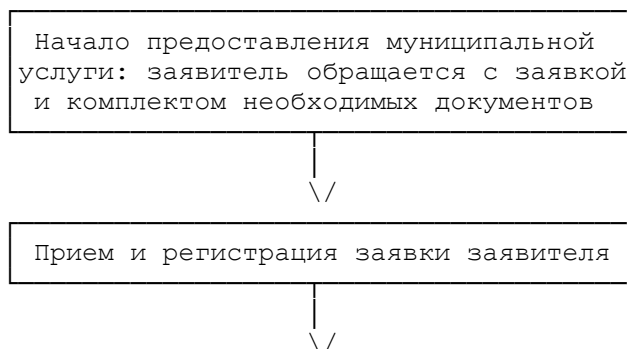 Начало предоставления муниципальной
услуги: заявитель обращается с заявкой
и комплектом необходимых документов
Прием и регистрация заявки заявителя